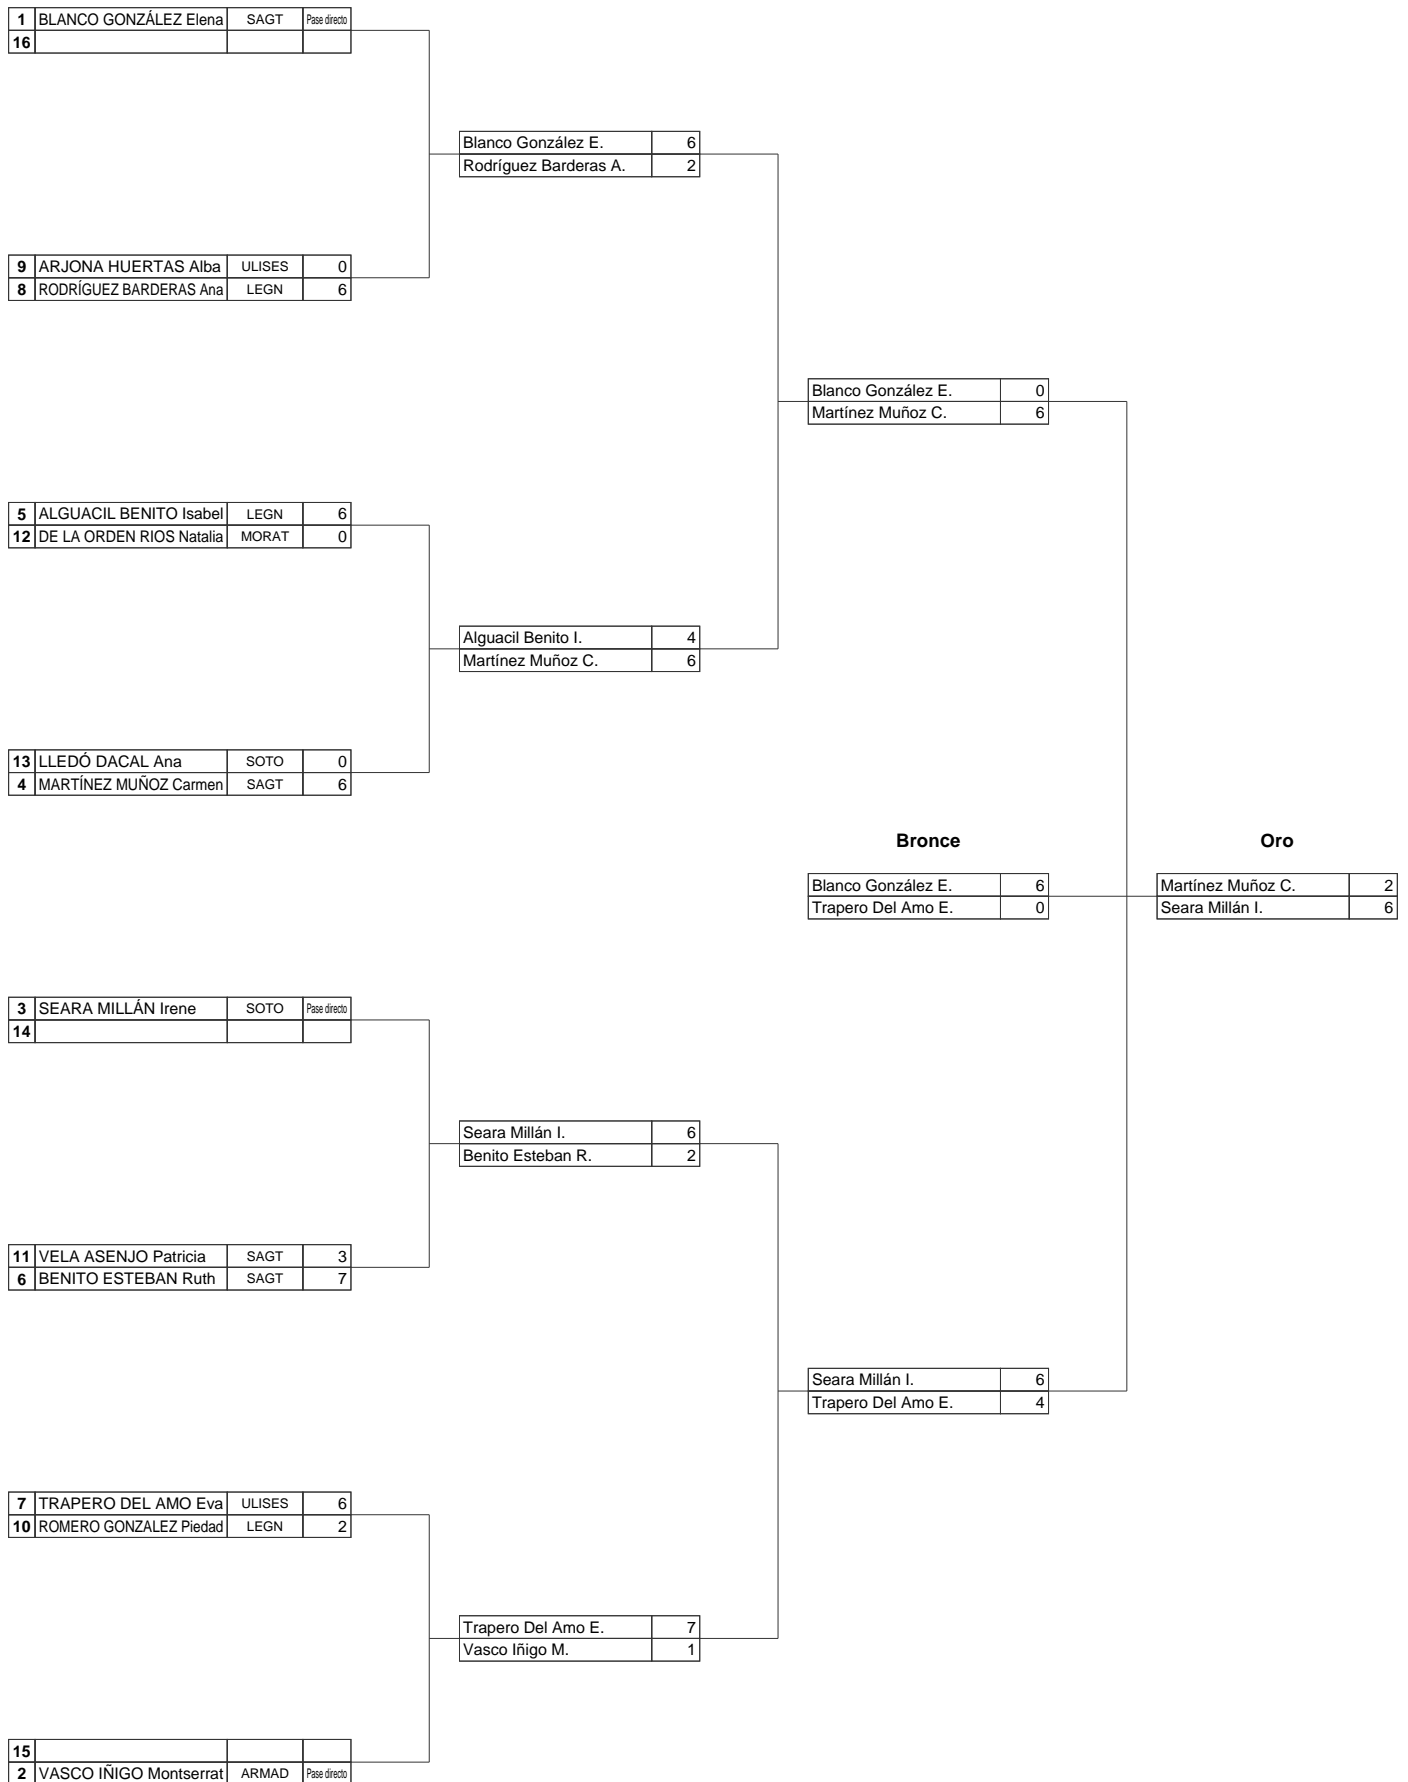 1 BLANCO GONZÁLEZ Elena SAGT Pase directo
16
Blanco González E. 6
Rodríguez Barderas A. 2
9 ARJONA HUERTAS Alba ULISES 0
8 RODRÍGUEZ BARDERAS Ana LEGN 6
Blanco González E. 0
Martínez Muñoz C. 6
5 ALGUACIL BENITO Isabel LEGN 6
12 DE LA ORDEN RIOS Natalia MORAT 0
Alguacil Benito I. 4
Martínez Muñoz C. 6
13 LLEDÓ DACAL Ana SOTO 0
4 MARTÍNEZ MUÑOZ Carmen SAGT 6
Bronce Oro
Blanco González E. 6 Martínez Muñoz C. 2
Trapero Del Amo E. 0 Seara Millán I. 6
3 SEARA MILLÁN Irene SOTO Pase directo
14
Seara Millán I. 6
Benito Esteban R. 2
11 VELA ASENJO Patricia SAGT 3
6 BENITO ESTEBAN Ruth SAGT 7
Seara Millán I. 6
Trapero Del Amo E. 4
7 TRAPERO DEL AMO Eva ULISES 6
10 ROMERO GONZALEZ Piedad LEGN 2
Trapero Del Amo E. 7
Vasco Iñigo M. 1
15
2 VASCO IÑIGO Montserrat ARMAD Pase directo